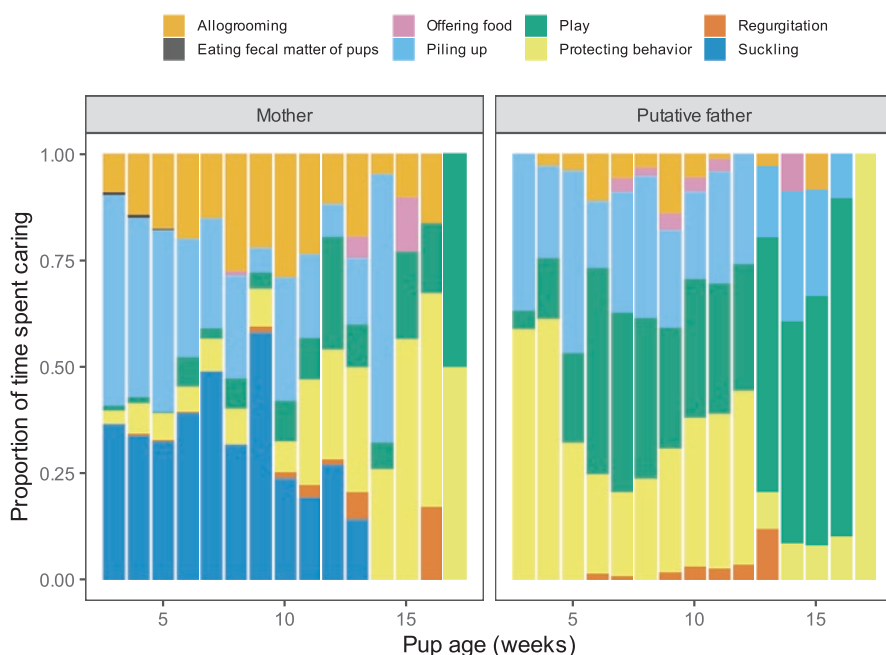 Allogrooming Offering food Play Regurgitation
Eating fecal matter of pups Piling up Protecting behavior Suckling
Mother Putative father
Proportion of time spent caring
1.00
0.75
0.50
0.25
0.00
5 10 15 5 10 15
Pup age (weeks)